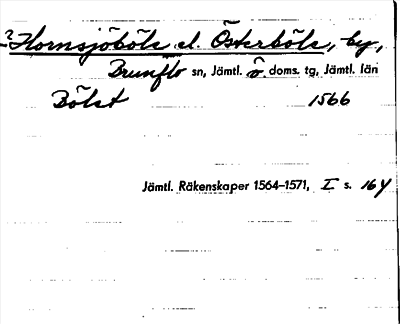 ? Hornsjöböle el. Österböle, by,
Brunflo sn, Jämtl. ö. doms. tg, Jämtl. län
Bölet 1566
Jämtl. Räkenskaper 1564–1571, I s. 164